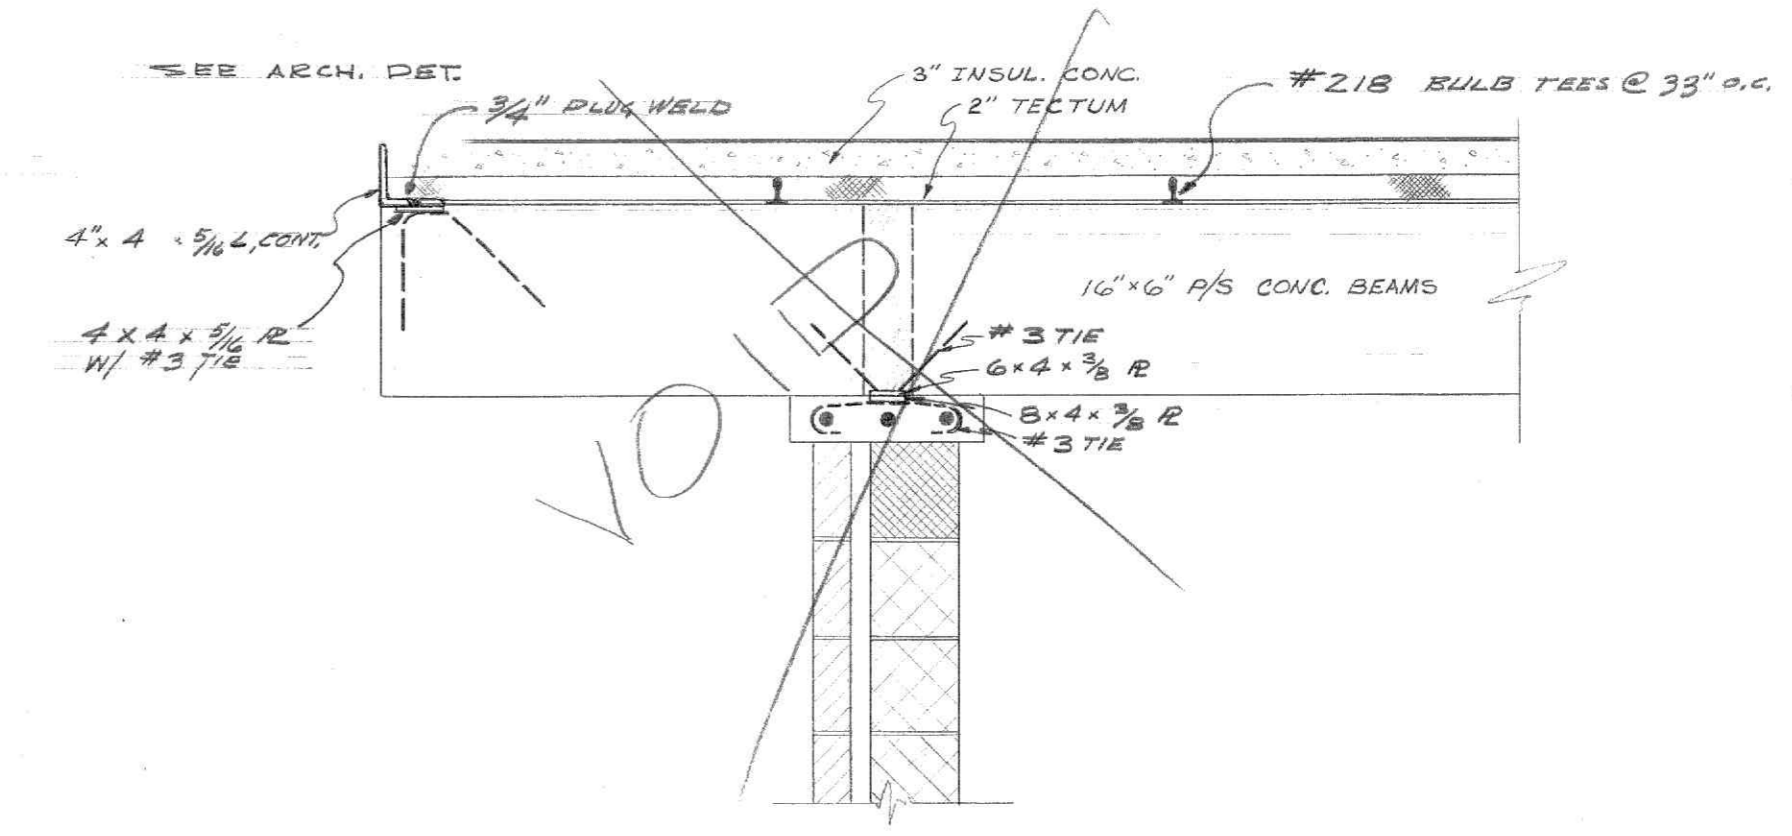 SEE ARCH. DET.
3/4" PLUG WELD
3" INSUL. CONC.
2" TECTUM
#218 BULB TEES @ 33" O.C.
4" x 4 x 5/16 L, CONT.
4 x 4 x 5/16 PL
W/ #3 TIE
16" x 6" P/S CONC. BEAMS
#3 TIE
6 x 4 x 3/8 PL
8 x 4 x 3/8 PL
#3 TIE
VOID